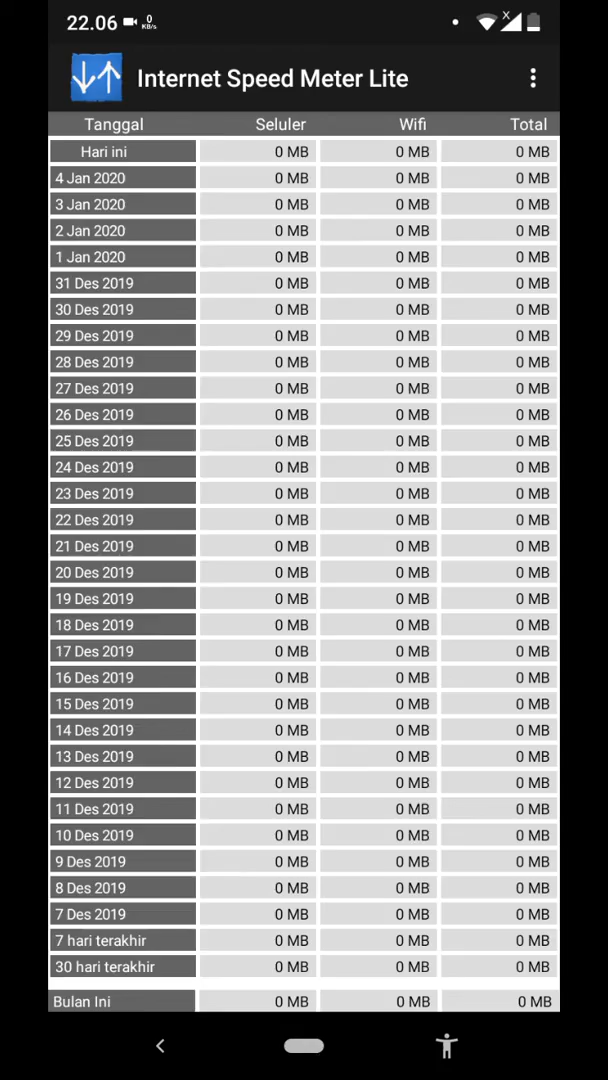 22.06 0 KB/s
Internet Speed Meter Lite
Tanggal Seluler Wifi Total
Hari ini 0 MB 0 MB 0 MB
4 Jan 2020 0 MB 0 MB 0 MB
3 Jan 2020 0 MB 0 MB 0 MB
2 Jan 2020 0 MB 0 MB 0 MB
1 Jan 2020 0 MB 0 MB 0 MB
31 Des 2019 0 MB 0 MB 0 MB
30 Des 2019 0 MB 0 MB 0 MB
29 Des 2019 0 MB 0 MB 0 MB
28 Des 2019 0 MB 0 MB 0 MB
27 Des 2019 0 MB 0 MB 0 MB
26 Des 2019 0 MB 0 MB 0 MB
25 Des 2019 0 MB 0 MB 0 MB
24 Des 2019 0 MB 0 MB 0 MB
23 Des 2019 0 MB 0 MB 0 MB
22 Des 2019 0 MB 0 MB 0 MB
21 Des 2019 0 MB 0 MB 0 MB
20 Des 2019 0 MB 0 MB 0 MB
19 Des 2019 0 MB 0 MB 0 MB
18 Des 2019 0 MB 0 MB 0 MB
17 Des 2019 0 MB 0 MB 0 MB
16 Des 2019 0 MB 0 MB 0 MB
15 Des 2019 0 MB 0 MB 0 MB
14 Des 2019 0 MB 0 MB 0 MB
13 Des 2019 0 MB 0 MB 0 MB
12 Des 2019 0 MB 0 MB 0 MB
11 Des 2019 0 MB 0 MB 0 MB
10 Des 2019 0 MB 0 MB 0 MB
9 Des 2019 0 MB 0 MB 0 MB
8 Des 2019 0 MB 0 MB 0 MB
7 Des 2019 0 MB 0 MB 0 MB
7 hari terakhir 0 MB 0 MB 0 MB
30 hari terakhir 0 MB 0 MB 0 MB
Bulan Ini 0 MB 0 MB 0 MB